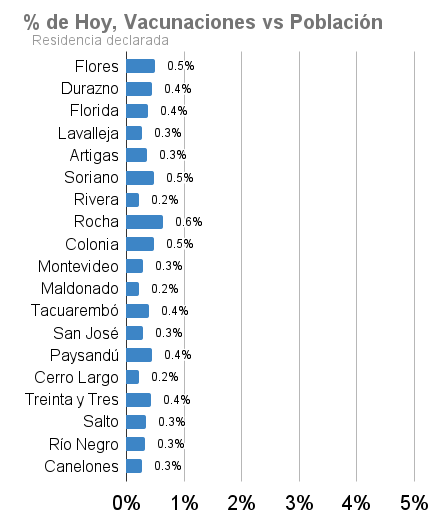 % de Hoy, Vacunaciones vs Población
Residencia declarada
Flores 0.5%
Durazno 0.4%
Florida 0.4%
Lavalleja 0.3%
Artigas 0.3%
Soriano 0.5%
Rivera 0.2%
Rocha 0.6%
Colonia 0.5%
Montevideo 0.3%
Maldonado 0.2%
Tacuarembó 0.4%
San José 0.3%
Paysandú 0.4%
Cerro Largo 0.2%
Treinta y Tres 0.4%
Salto 0.3%
Río Negro 0.3%
Canelones 0.3%
0% 1% 2% 3% 4% 5%